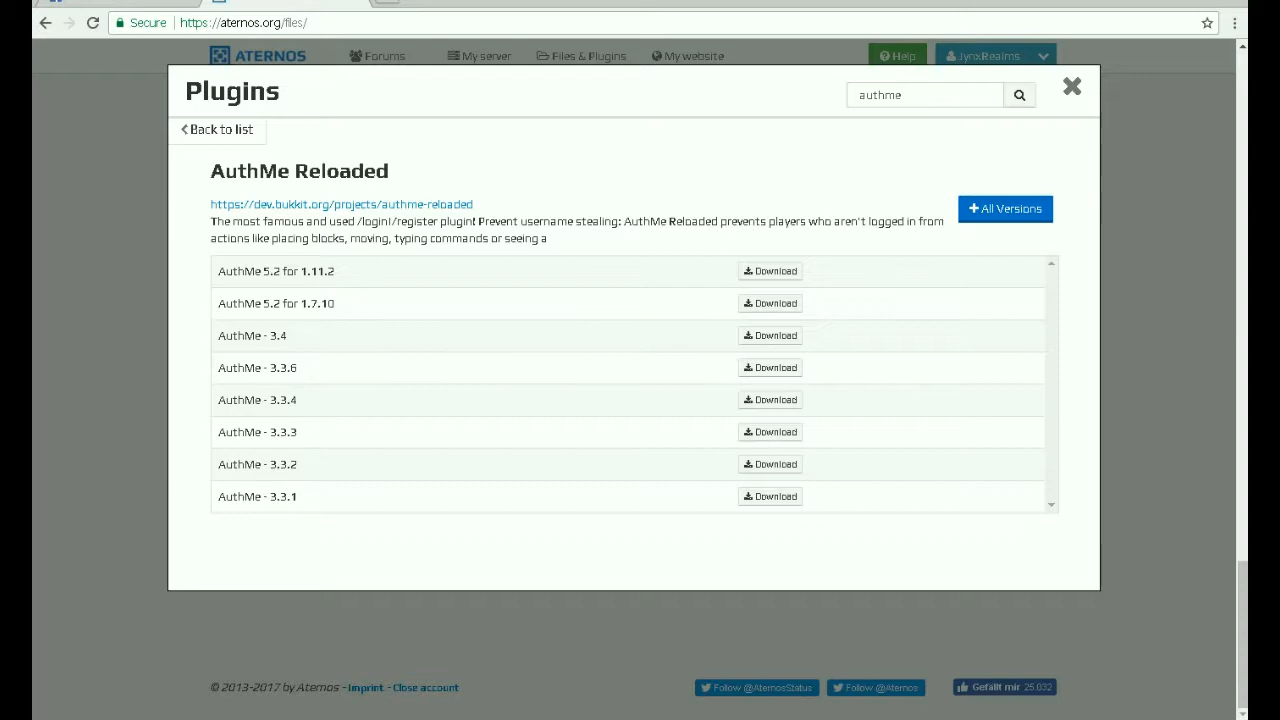 Secure https://aternos.org/files/
ATERNOS Forums My server Files & Plugins My website Help JynxRealms
Plugins
authme
Back to list
AuthMe Reloaded
https://dev.bukkit.org/projects/authme-reloaded
All Versions
The most famous and used /login!/register plugin! Prevent username stealing: AuthMe Reloaded prevents players who aren't logged in from
actions like placing blocks, moving, typing commands or seeing a
AuthMe 5.2 for 1.11.2 Download
AuthMe 5.2 for 1.7.10 Download
AuthMe - 3.4 Download
AuthMe - 3.3.6 Download
AuthMe - 3.3.4 Download
AuthMe - 3.3.3 Download
AuthMe - 3.3.2 Download
AuthMe - 3.3.1 Download
© 2013-2017 by Aternos - Imprint - Close account Follow @AternosStatus Follow @Aternos Gefällt mir 25.032